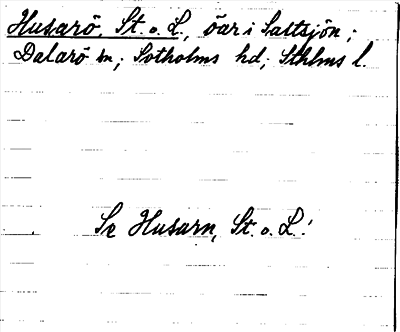 Husarö, St. o. L., öar i Saltsjön;
Dalarö sn; Sotholms hd; Sthlms l.
Se Husarn, St. o. L.!